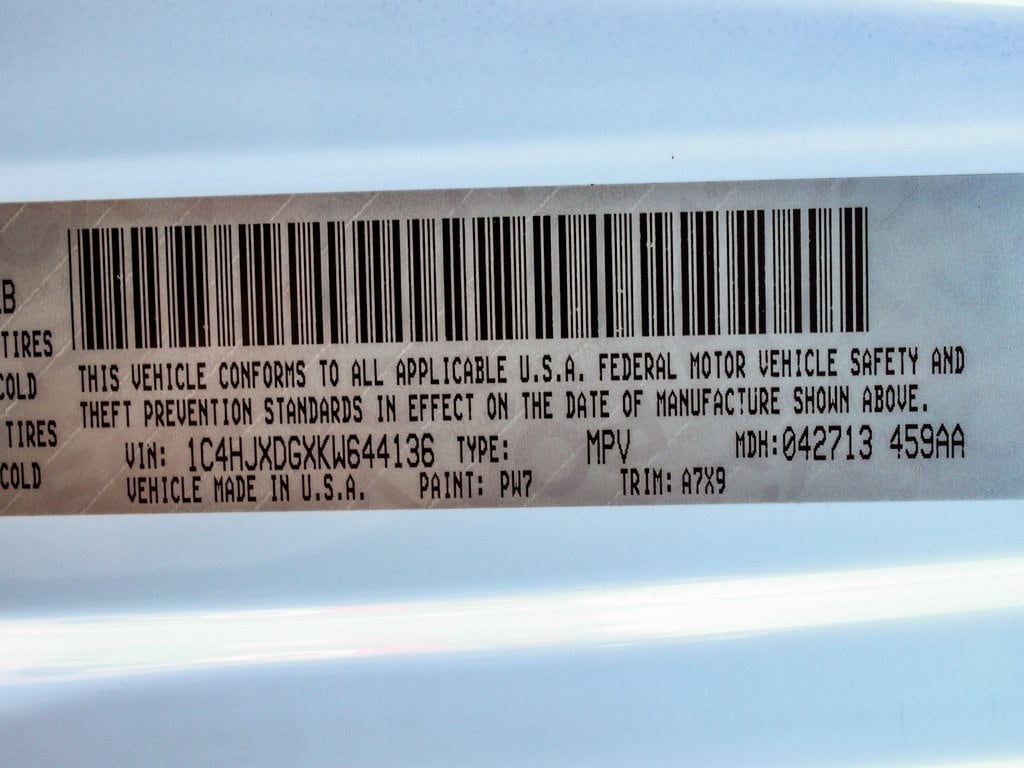 LB
TIRES
COLD
TIRES
COLD
THIS VEHICLE CONFORMS TO ALL APPLICABLE U.S.A. FEDERAL MOTOR VEHICLE SAFETY AND
THEFT PREVENTION STANDARDS IN EFFECT ON THE DATE OF MANUFACTURE SHOWN ABOVE.
VIN: 1C4HJXDGXKW644136 TYPE: MPV MDH:042713 459AA
VEHICLE MADE IN U.S.A. PAINT: PW7 TRIM: A7X9